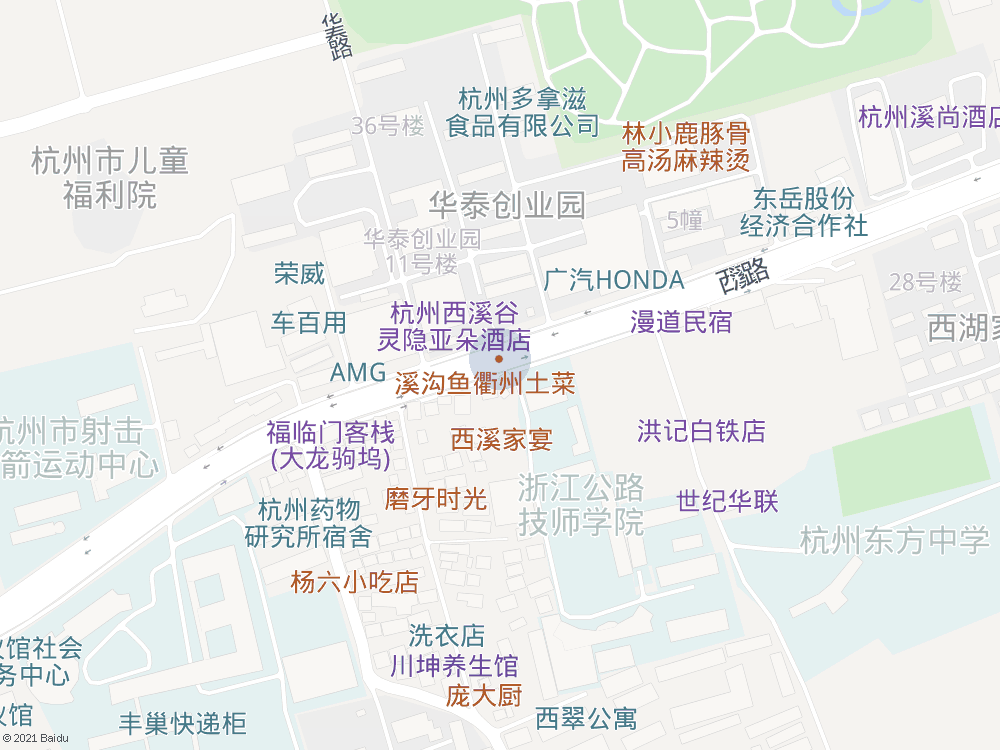 华泰路
杭州多拿滋
食品有限公司
36号楼
林小鹿豚骨
高汤麻辣烫
杭州溪尚酒店
杭州市儿童
福利院
华泰创业园
5幢
东岳股份
经济合作社
华泰创业园
11号楼
荣威
广汽HONDA
西溪路
28号楼
杭州西溪谷
灵隐亚朵酒店
车百用
漫道民宿
西湖家
AMG
溪沟鱼衢州土菜
杭州市射击
箭运动中心
福临门客栈
(大龙驹坞)
西溪家宴
洪记白铁店
磨牙时光
浙江公路
技师学院
世纪华联
杭州药物
研究所宿舍
杭州东方中学
杨六小吃店
洗衣店
议馆社会
务中心
川坤养生馆
庞大厨
议馆
丰巢快递柜
西翠公寓
© 2021 Baidu